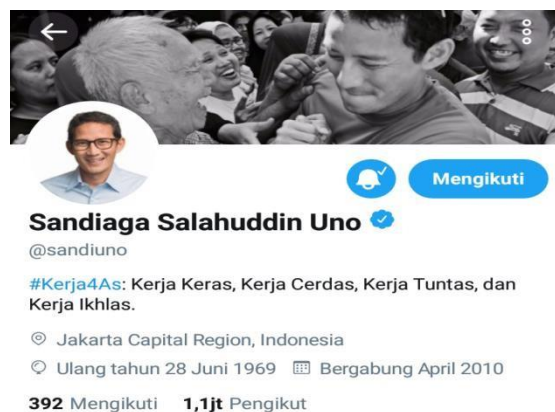 Mengikuti
Sandiaga Salahuddin Uno
@sandiuno
#Kerja4As: Kerja Keras, Kerja Cerdas, Kerja Tuntas, dan
Kerja Ikhlas.
Jakarta Capital Region, Indonesia
Ulang tahun 28 Juni 1969 Bergabung April 2010
392 Mengikuti 1,1jt Pengikut